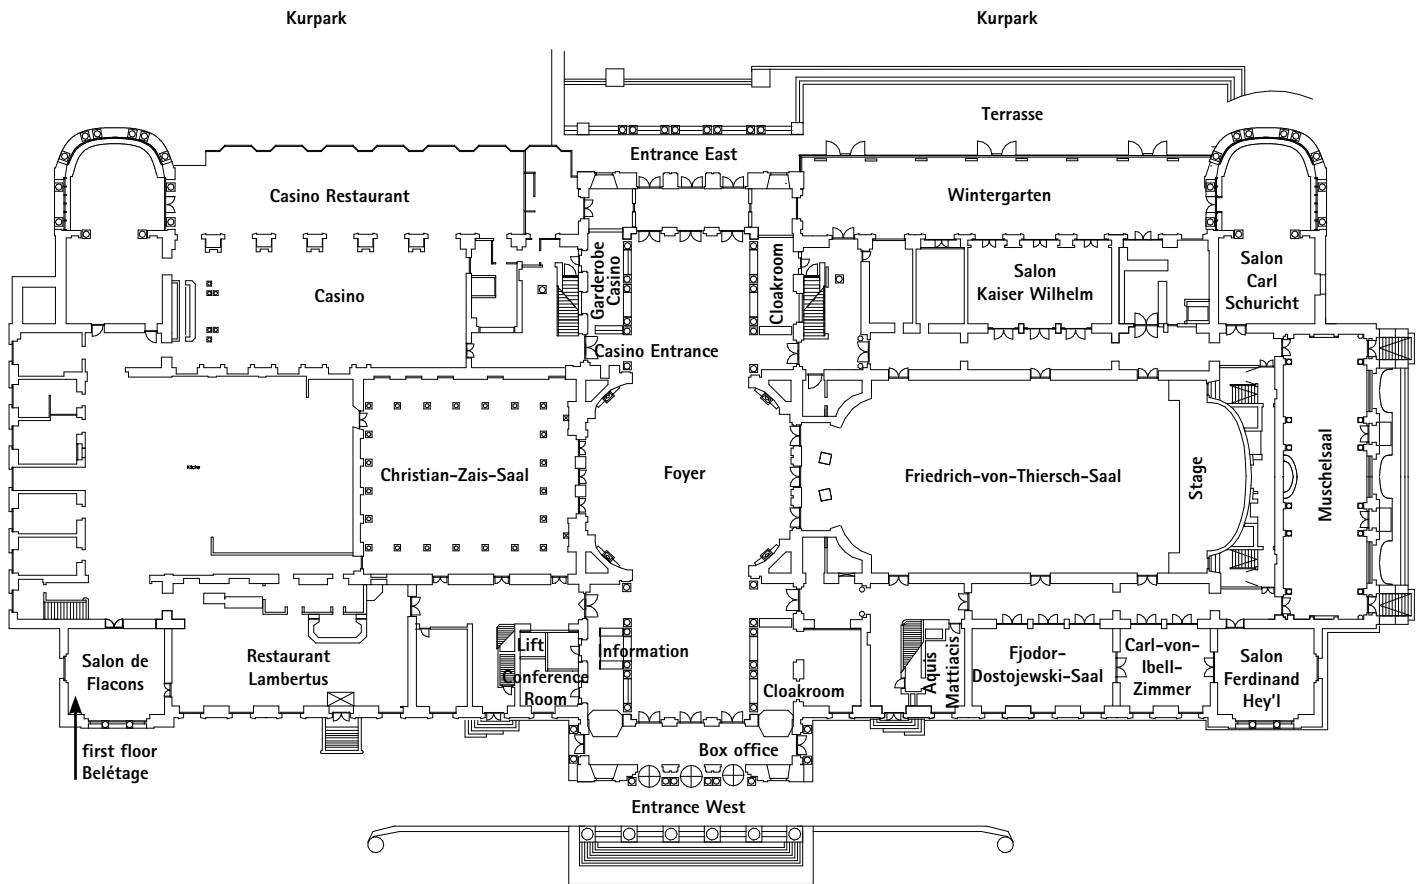 Kurpark
Kurpark
Terrasse
Entrance East
Casino Restaurant
Wintergarten
Garderobe
Casino
Cloakroom
Salon
Kaiser Wilhelm
Salon
Carl
Schuricht
Casino
Casino Entrance
Christian-Zais-Saal
Foyer
Friedrich-von-Thiersch-Saal
Stage
Muschelsaal
Küche
Salon de
Flacons
Restaurant
Lambertus
Lift
Conference
Room
Information
Cloakroom
Aquis
Mattiacis
Fjodor-
Dostojewski-Saal
Carl-von-
Ibell-
Zimmer
Salon
Ferdinand
Hey'l
first floor
Belétage
Box office
Entrance West